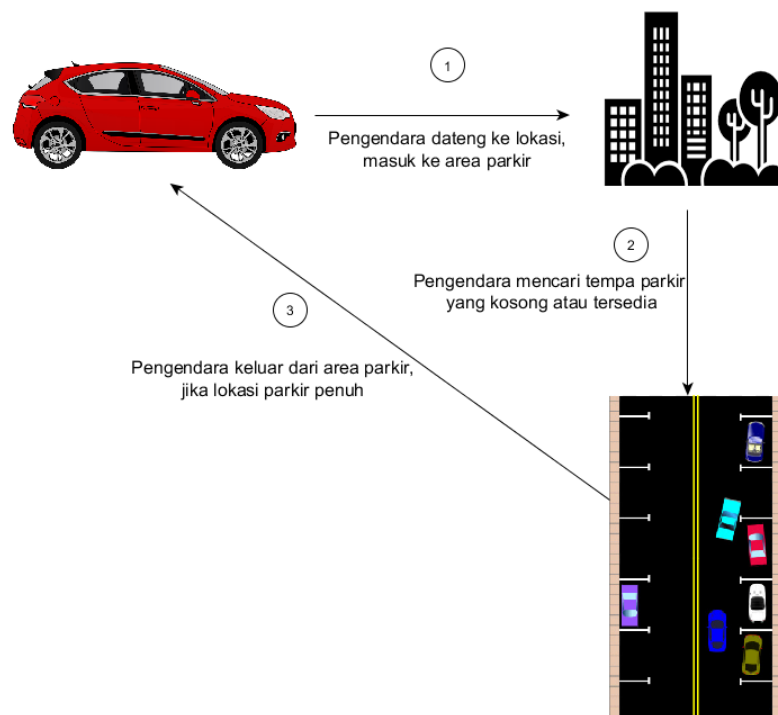 1
Pengendara dateng ke lokasi,
masuk ke area parkir
2
Pengendara mencari tempa parkir
yang kosong atau tersedia
3
Pengendara keluar dari area parkir,
jika lokasi parkir penuh